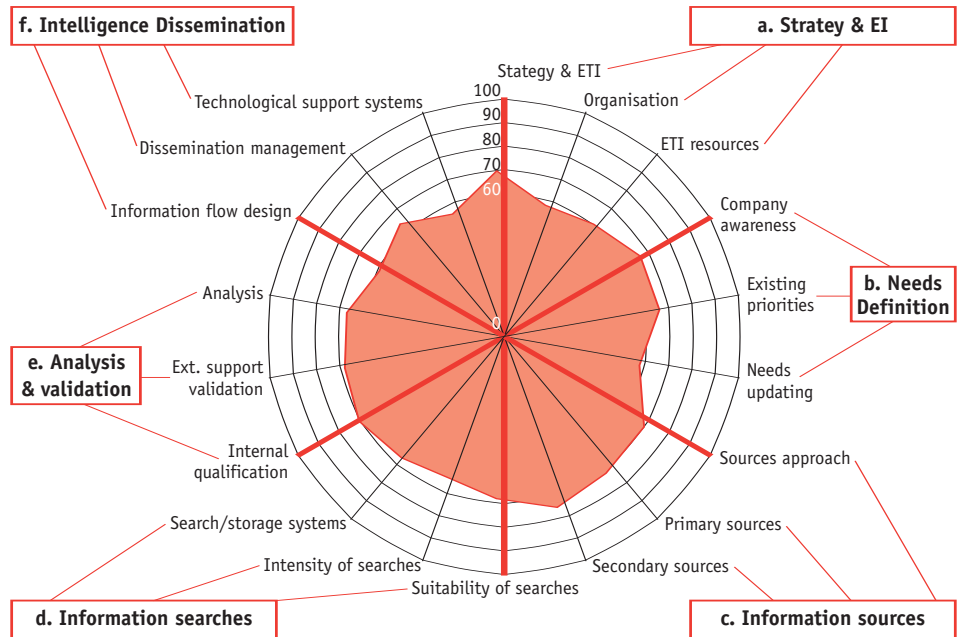 f. Intelligence Dissemination
a. Stratey & EI
Stategy & ETI
Technological support systems
100
Organisation
90
Dissemination management
80
ETI resources
70
60
Information flow design
Company
awareness
Analysis
Existing
priorities
b. Needs
Definition
0
e. Analysis
& validation
Ext. support
validation
Needs
updating
Internal
qualification
Sources approach
Search/storage systems
Primary sources
Intensity of searches
Secondary sources
Suitability of searches
d. Information searches
c. Information sources